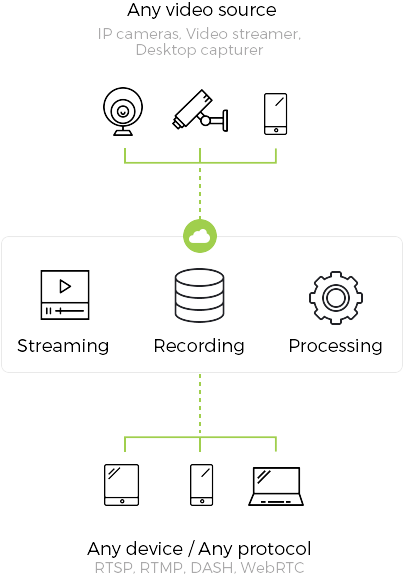 Any video source
IP cameras, Video streamer,
Desktop capturer
Streaming
Recording
Processing
Any device / Any protocol
RTSP, RTMP, DASH, WebRTC